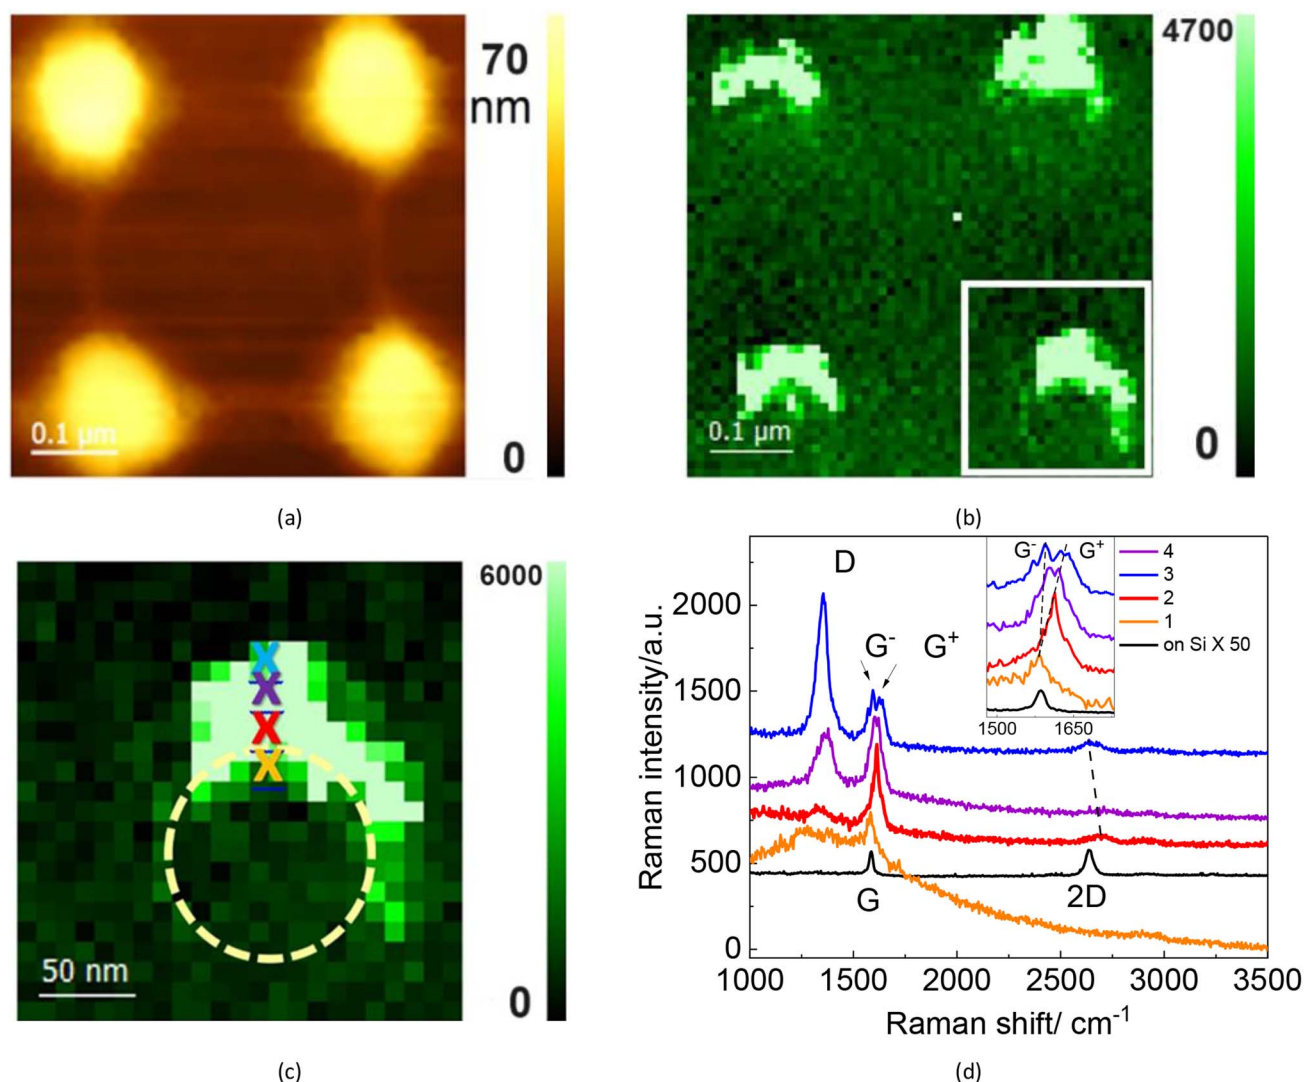 70
nm
0.1 µm
0
(a)
4700
0.1 µm
0
(b)
6000
X
X
X
X
50 nm
0
(c)
D
G⁻
G⁺
G
2D
G⁻
G⁺
1500
1650
4
3
2
1
on Si X 50
2000
1500
1000
500
0
1000
1500
2000
2500
3000
3500
Raman intensity/a.u.
Raman shift/ cm⁻¹
(d)